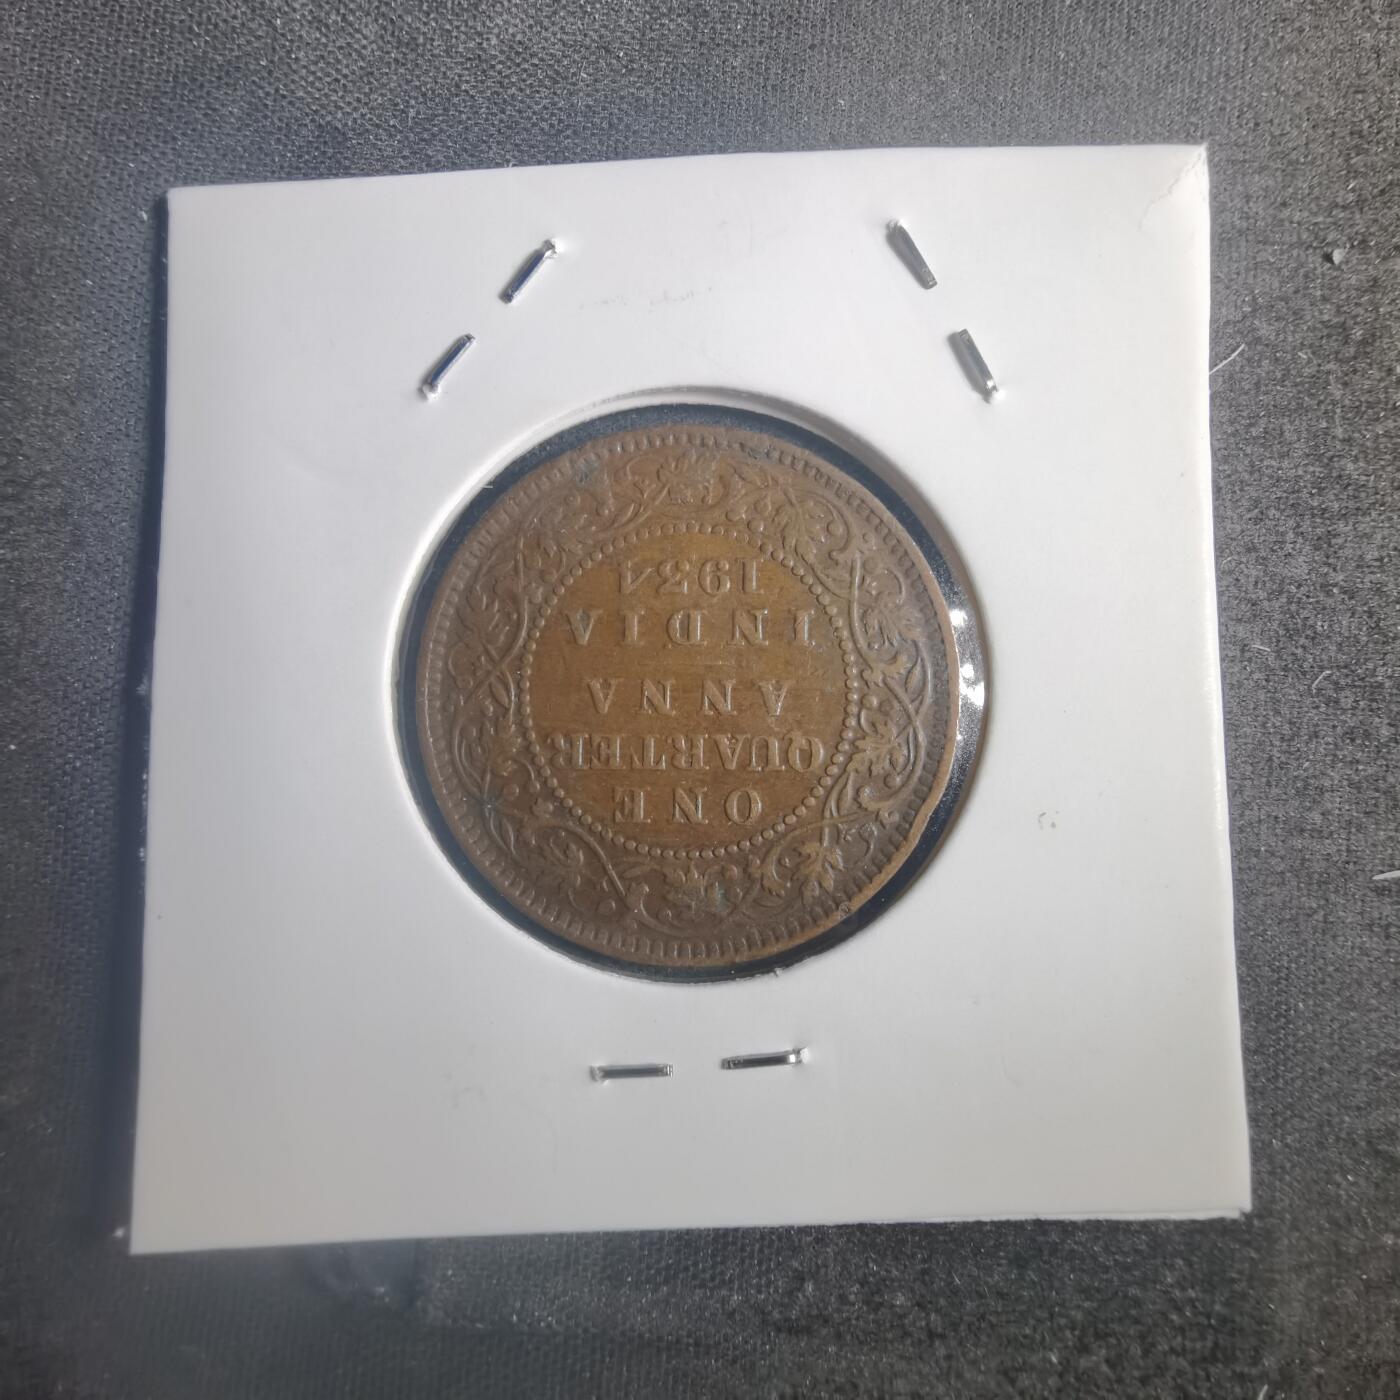 ONE
QUARTER
ANNA
INDIA
1934